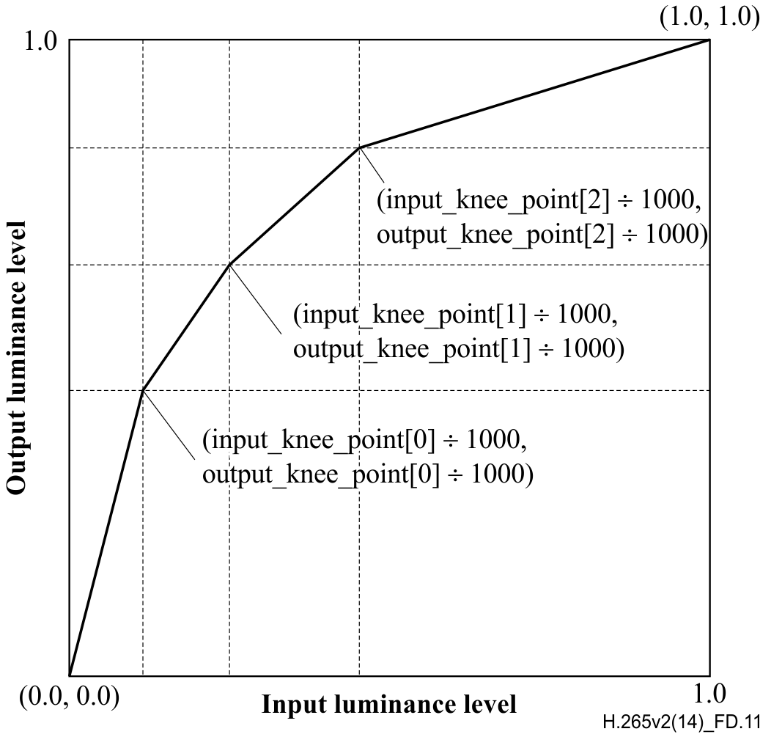 (1.0, 1.0)
1.0
(input_knee_point[2] ÷ 1000,
output_knee_point[2] ÷ 1000)
(input_knee_point[1] ÷ 1000,
output_knee_point[1] ÷ 1000)
Output luminance level
(input_knee_point[0] ÷ 1000,
output_knee_point[0] ÷ 1000)
(0.0, 0.0)
Input luminance level
1.0
H.265v2(14)_FD.11